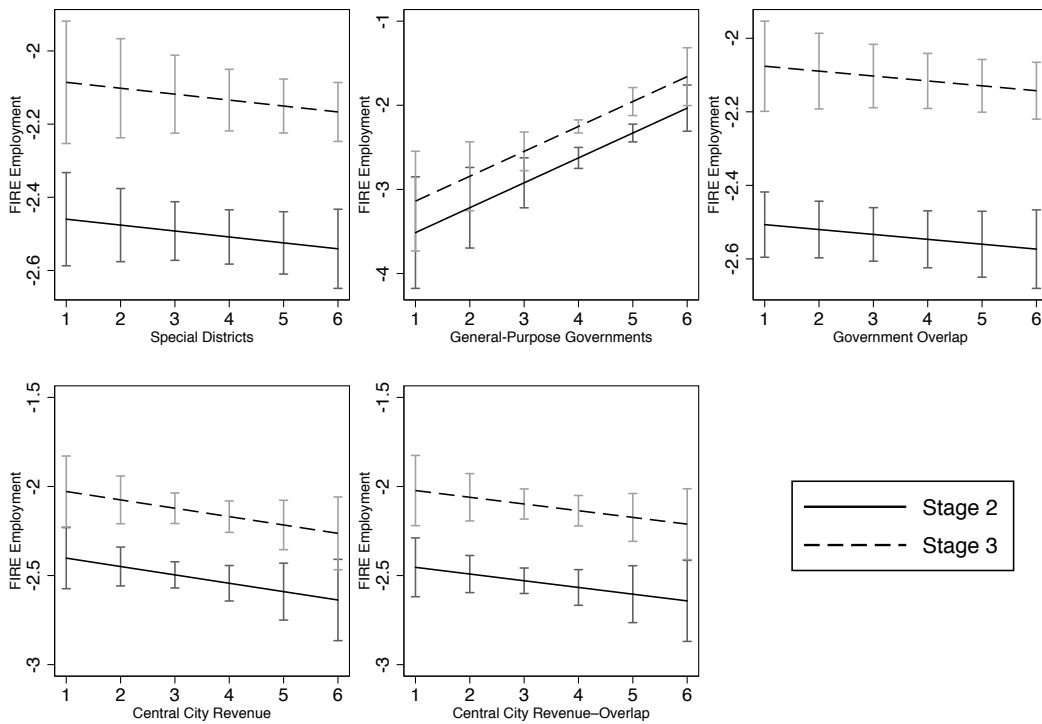 FIRE Employment
-2
-2.2
-2.4
-2.6
1 2 3 4 5 6
Special Districts
FIRE Employment
-1
-2
-3
-4
1 2 3 4 5 6
General-Purpose Governments
FIRE Employment
-2
-2.2
-2.4
-2.6
1 2 3 4 5 6
Government Overlap
FIRE Employment
-1.5
-2
-2.5
-3
1 2 3 4 5 6
Central City Revenue
FIRE Employment
-1.5
-2
-2.5
-3
1 2 3 4 5 6
Central City Revenue–Overlap
Stage 2
Stage 3